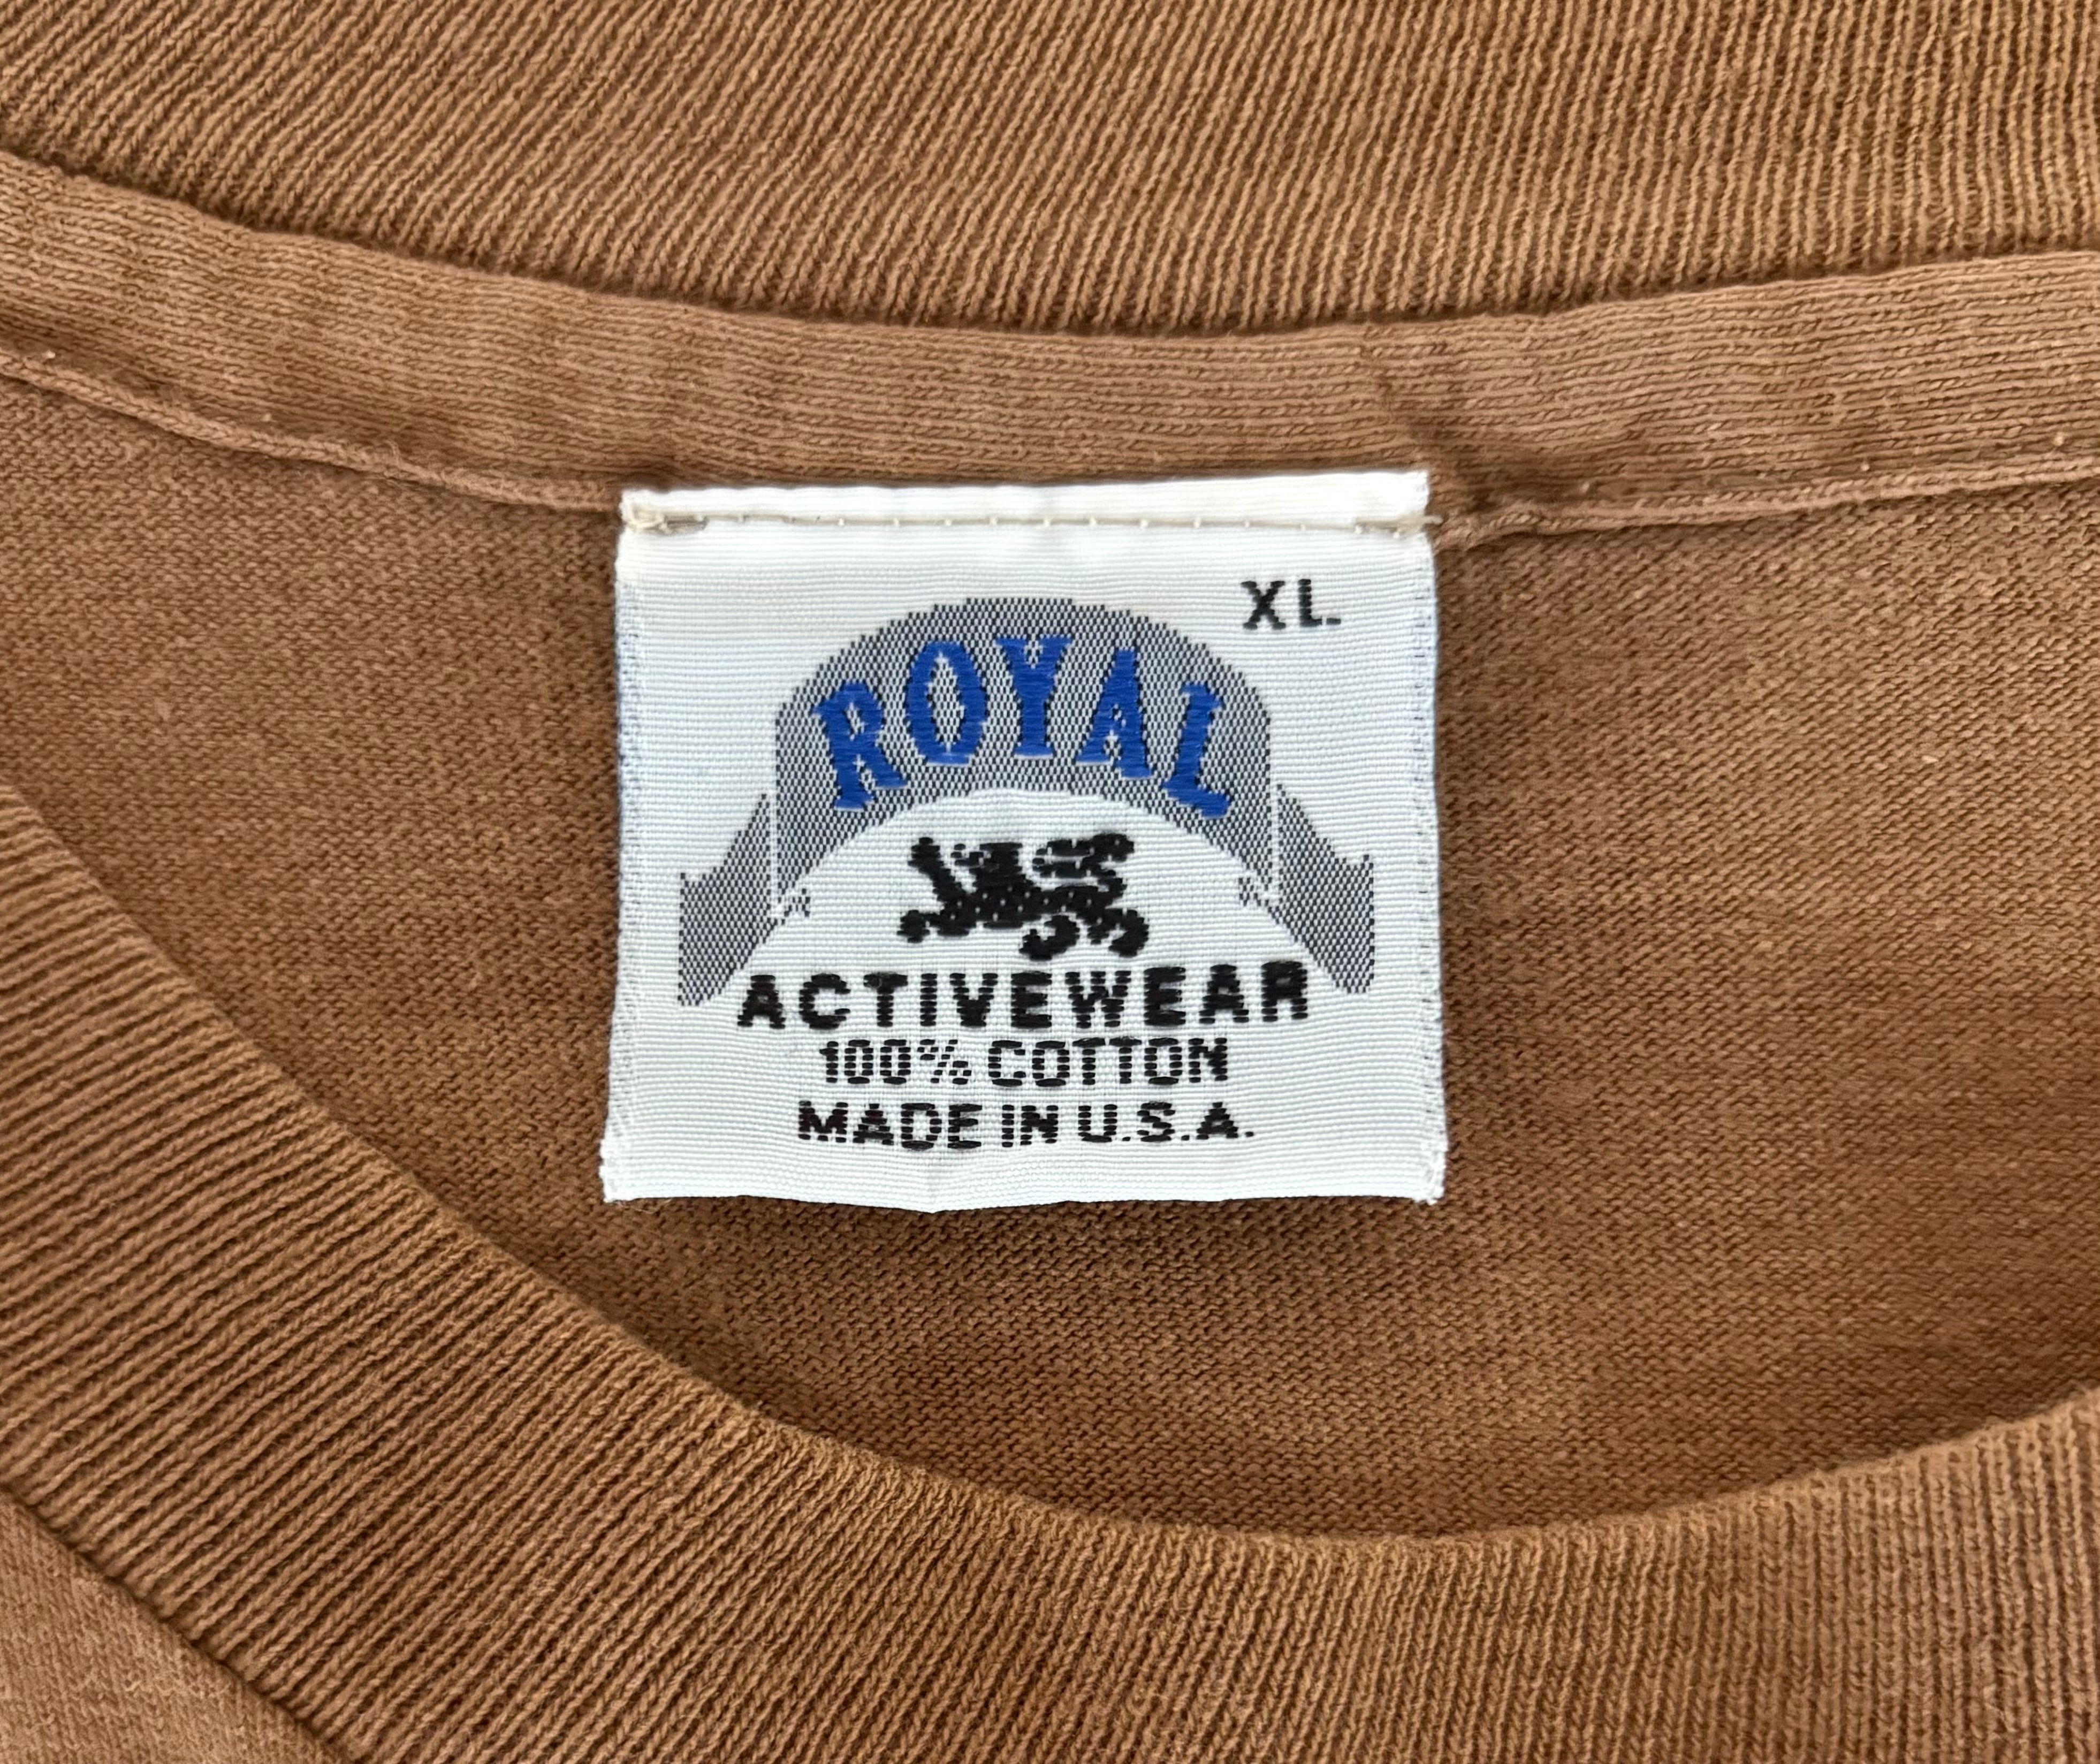 XL.
ROYAL
ACTIVEWEAR
100% COTTON
MADE IN U.S.A.